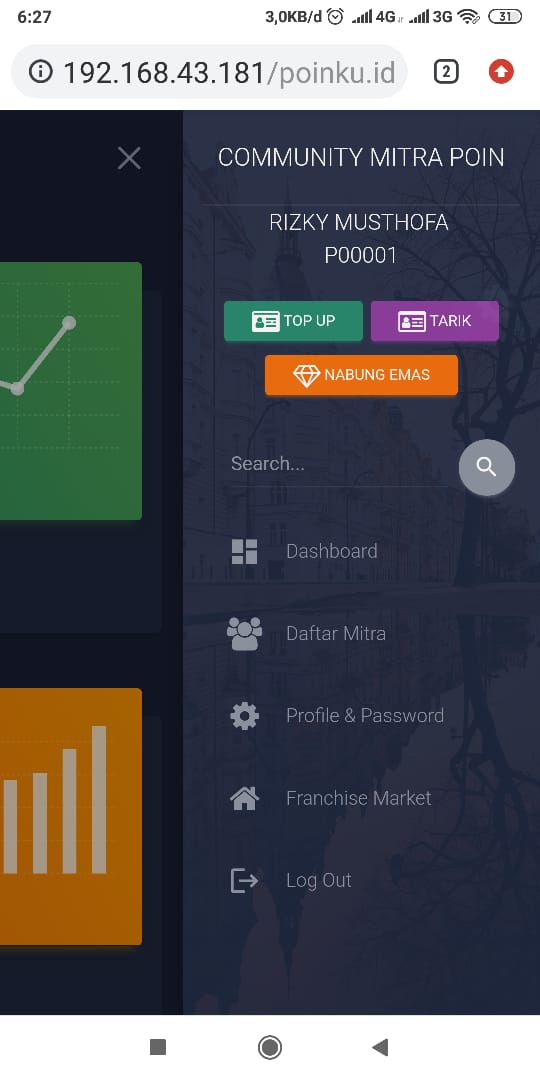 6:27
3,0KB/d 4G 3G 31
192.168.43.181/poinku.id
2
COMMUNITY MITRA POIN
RIZKY MUSTHOFA
P00001
TOP UP TARIK
NABUNG EMAS
Search...
Dashboard
Daftar Mitra
Profile & Password
Franchise Market
Log Out